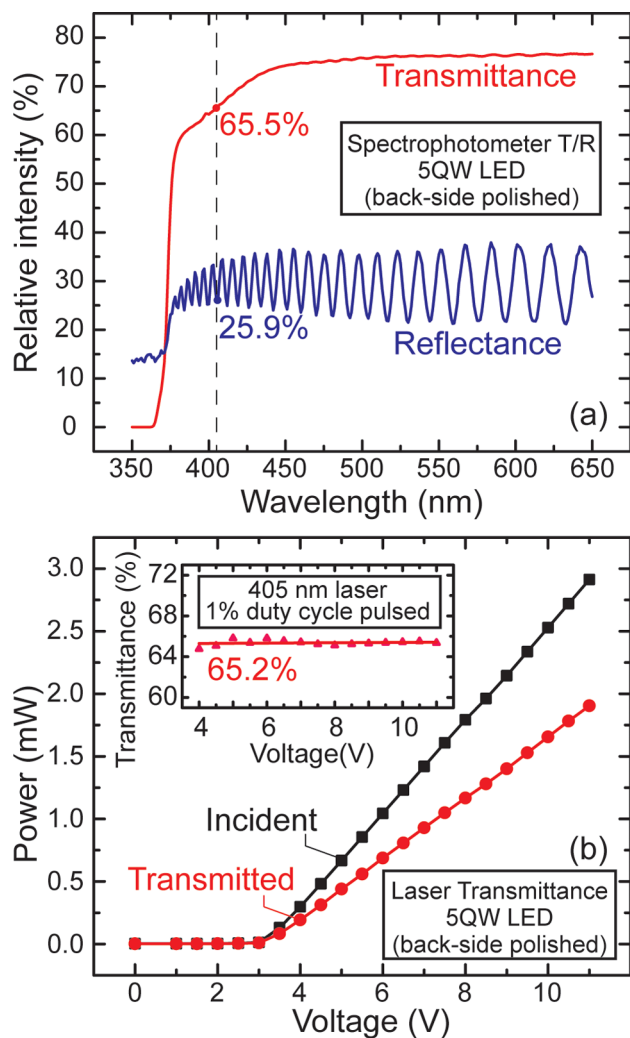 80
70
60
50
40
30
20
10
0
Relative intensity (%)
Transmittance
65.5%
Spectrophotometer T/R
5QW LED
(back-side polished)
25.9%
Reflectance
(a)
350 400 450 500 550 600 650
Wavelength (nm)
3.0
2.5
2.0
1.5
1.0
0.5
0.0
Power (mW)
72
68
64
60
Transmittance (%)
405 nm laser
1% duty cycle pulsed
65.2%
4 6 8 10
Voltage(V)
Incident
Transmitted
(b)
Laser Transmittance
5QW LED
(back-side polished)
0 2 4 6 8 10
Voltage (V)